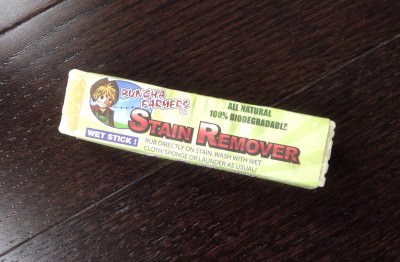 BUNCHA
FARMERS
ALL NATURAL
100% BIODEGRADABLE
STAIN REMOVER
WET STICK!
RUB DIRECTLY ON STAIN. WASH WITH WET
CLOTH/SPONGE OR LAUNDER AS USUAL!